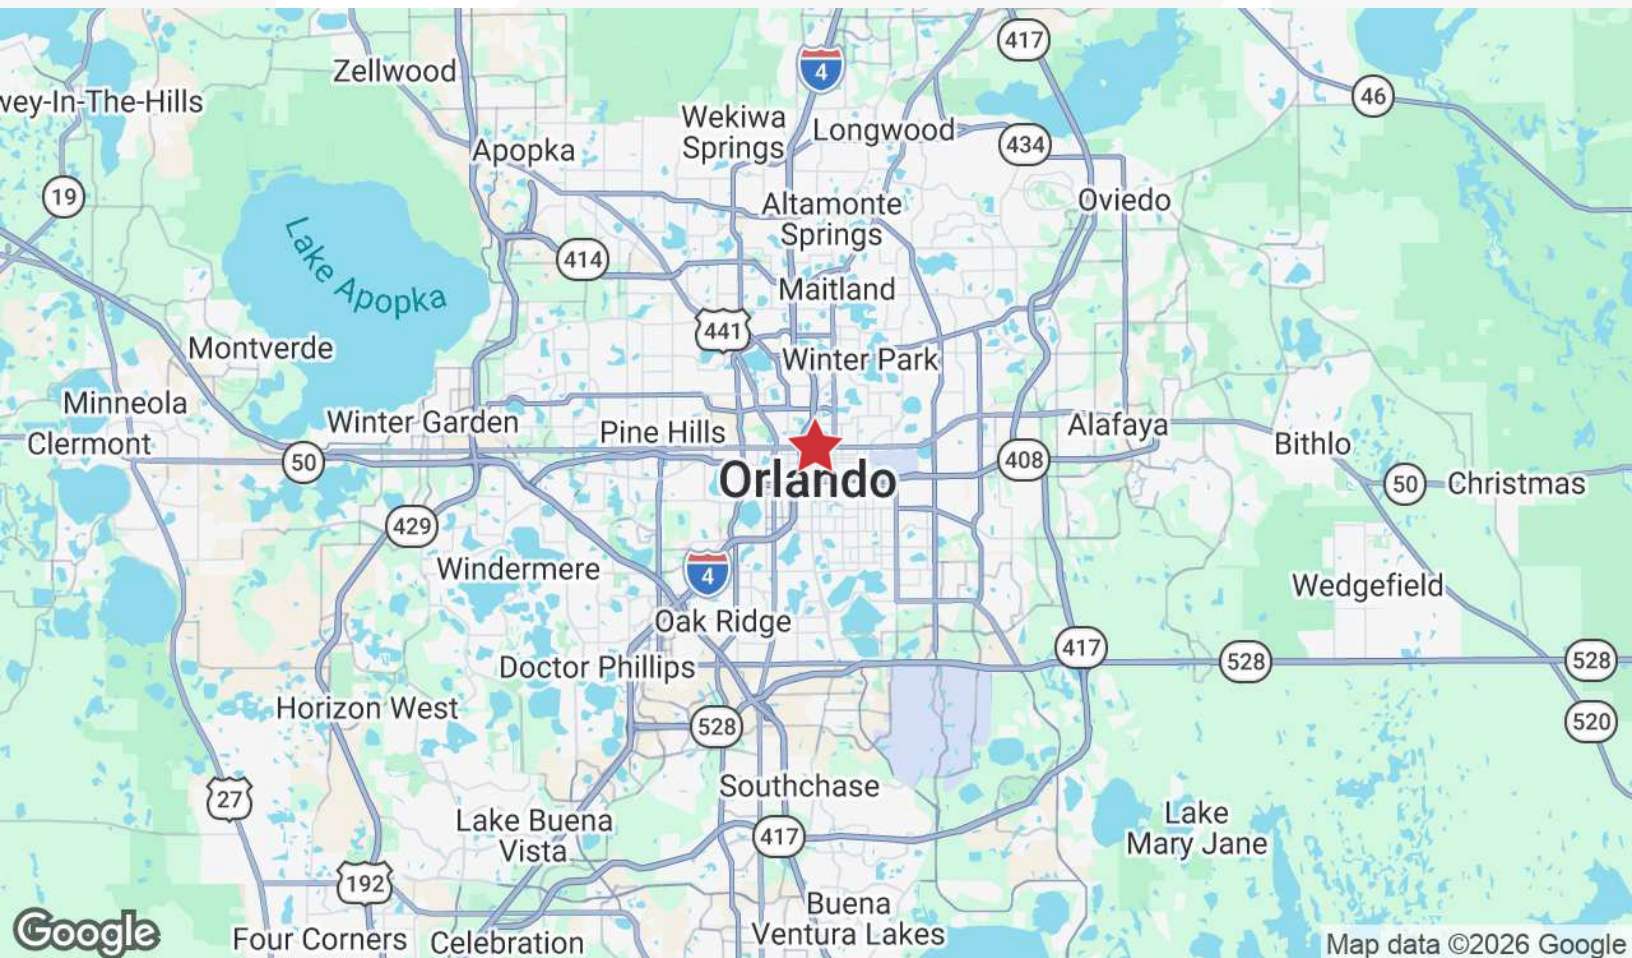 417
4
Zellwood
46
wey-In-The-Hills
Wekiwa
Springs
Longwood
434
Apopka
19
Oviedo
Altamonte
Springs
414
Lake Apopka
Maitland
441
Montverde
Winter Park
Minneola
Winter Garden
Pine Hills
Alafaya
Clermont
Bithlo
50
408
Orlando
50
Christmas
429
Windermere
4
Wedgefield
Oak Ridge
417
Doctor Phillips
528
528
Horizon West
528
520
Southchase
27
Lake Buena
Vista
Lake
Mary Jane
417
192
Buena
Ventura Lakes
Google
Four Corners
Celebration
Map data ©2026 Google